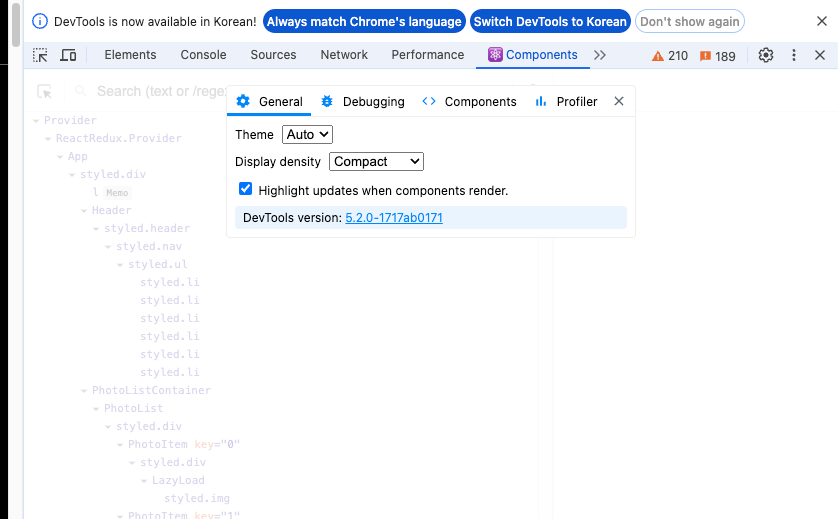 DevTools is now available in Korean! Always match Chrome's language Switch DevTools to Korean Don't show again
Elements Console Sources Network Performance Components 210 189
Search (text or /rege
General Debugging Components Profiler
Theme Auto
Display density Compact
Highlight updates when components render.
DevTools version: 5.2.0-1717ab0171
Provider
ReactRedux.Provider
App
styled.div
l Memo
Header
styled.header
styled.nav
styled.ul
styled.li
styled.li
styled.li
styled.li
styled.li
styled.li
PhotoListContainer
PhotoList
styled.div
PhotoItem key="0"
styled.div
LazyLoad
styled.img
PhotoItem key="1"